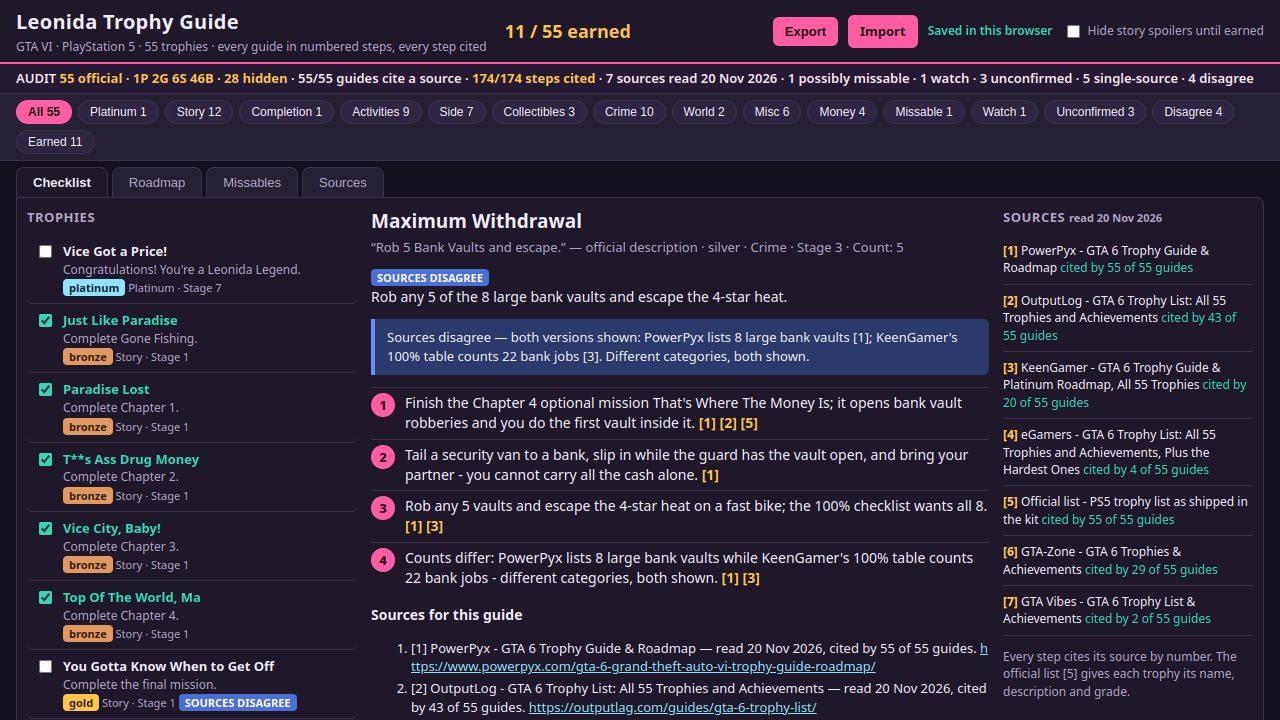 Leonida Trophy Guide
GTA VI · PlayStation 5 · 55 trophies · every guide in numbered steps, every step cited
11 / 55 earned
Export
Import
Saved in this browser
Hide story spoilers until earned
AUDIT 55 official · 1P 2G 6S 46B · 28 hidden · 55/55 guides cite a source · 174/174 steps cited · 7 sources read 20 Nov 2026 · 1 possibly missable · 1 watch · 3 unconfirmed · 5 single-source · 4 disagree
All 55
Platinum 1
Story 12
Completion 1
Activities 9
Side 7
Collectibles 3
Crime 10
World 2
Misc 6
Money 4
Missable 1
Watch 1
Unconfirmed 3
Disagree 4
Earned 11
Checklist
Roadmap
Missables
Sources
TROPHIES
Vice Got a Price!
Congratulations! You're a Leonida Legend.
platinum Platinum · Stage 7
Just Like Paradise
Complete Gone Fishing.
bronze Story · Stage 1
Paradise Lost
Complete Chapter 1.
bronze Story · Stage 1
T**s Ass Drug Money
Complete Chapter 2.
bronze Story · Stage 1
Vice City, Baby!
Complete Chapter 3.
bronze Story · Stage 1
Top Of The World, Ma
Complete Chapter 4.
bronze Story · Stage 1
You Gotta Know When to Get Off
Complete the final mission.
gold Story · Stage 1 SOURCES DISAGREE
Maximum Withdrawal
“Rob 5 Bank Vaults and escape.” — official description · silver · Crime · Stage 3 · Count: 5
SOURCES DISAGREE
Rob any 5 of the 8 large bank vaults and escape the 4-star heat.
Sources disagree — both versions shown: PowerPyx lists 8 large bank vaults [1]; KeenGamer's
100% table counts 22 bank jobs [3]. Different categories, both shown.
1
Finish the Chapter 4 optional mission That's Where The Money Is; it opens bank vault
robberies and you do the first vault inside it. [1] [2] [5]
2
Tail a security van to a bank, slip in while the guard has the vault open, and bring your
partner - you cannot carry all the cash alone. [1]
3
Rob any 5 vaults and escape the 4-star heat on a fast bike; the 100% checklist wants all 8.
[1] [3]
4
Counts differ: PowerPyx lists 8 large bank vaults while KeenGamer's 100% table counts
22 bank jobs - different categories, both shown. [1] [3]
Sources for this guide
1. [1] PowerPyx - GTA 6 Trophy Guide & Roadmap — read 20 Nov 2026, cited by 55 of 55 guides. h
ttps://www.powerpyx.com/gta-6-grand-theft-auto-vi-trophy-guide-roadmap/
2. [2] OutputLog - GTA 6 Trophy List: All 55 Trophies and Achievements — read 20 Nov 2026, cited
by 43 of 55 guides. https://outputlag.com/guides/gta-6-trophy-list/
SOURCES read 20 Nov 2026
[1] PowerPyx - GTA 6 Trophy Guide &
Roadmap cited by 55 of 55 guides
[2] OutputLog - GTA 6 Trophy List: All 55
Trophies and Achievements cited by 43 of
55 guides
[3] KeenGamer - GTA 6 Trophy Guide &
Platinum Roadmap, All 55 Trophies cited by
20 of 55 guides
[4] eGamers - GTA 6 Trophy List: All 55
Trophies and Achievements, Plus the
Hardest Ones cited by 4 of 55 guides
[5] Official list - PS5 trophy list as shipped in
the kit cited by 55 of 55 guides
[6] GTA-Zone - GTA 6 Trophies &
Achievements cited by 29 of 55 guides
[7] GTA Vibes - GTA 6 Trophy List &
Achievements cited by 2 of 55 guides
Every step cites its source by number. The
official list [5] gives each trophy its name,
description and grade.